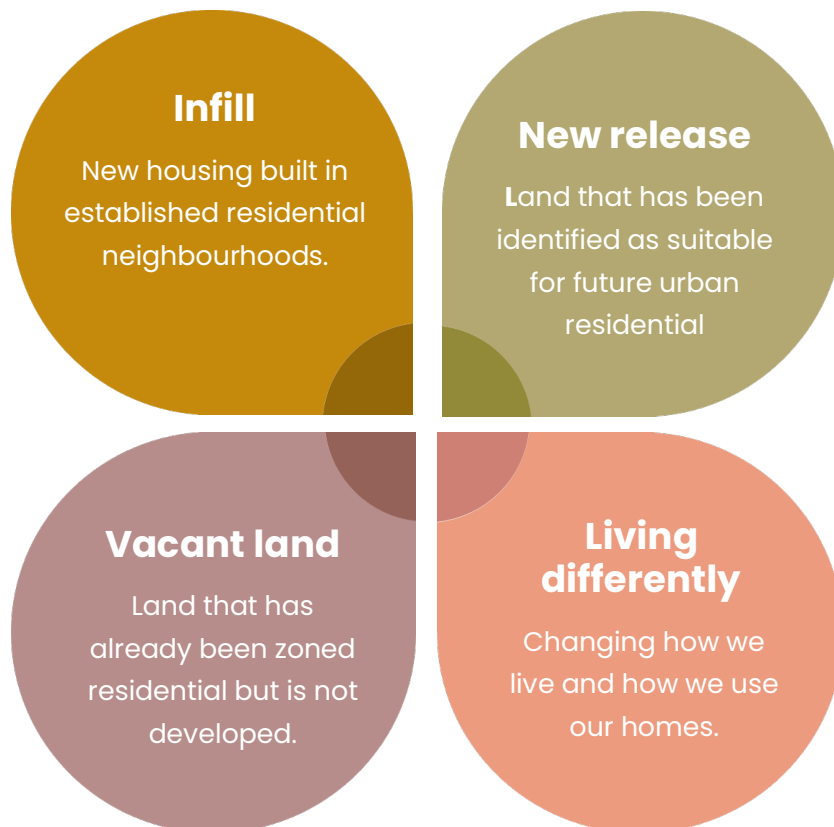 Infill
New housing built in
established residential
neighbourhoods.
New release
Land that has been
identified as suitable
for future urban
residential
Vacant land
Land that has
already been zoned
residential but is not
developed.
Living
differently
Changing how we
live and how we use
our homes.